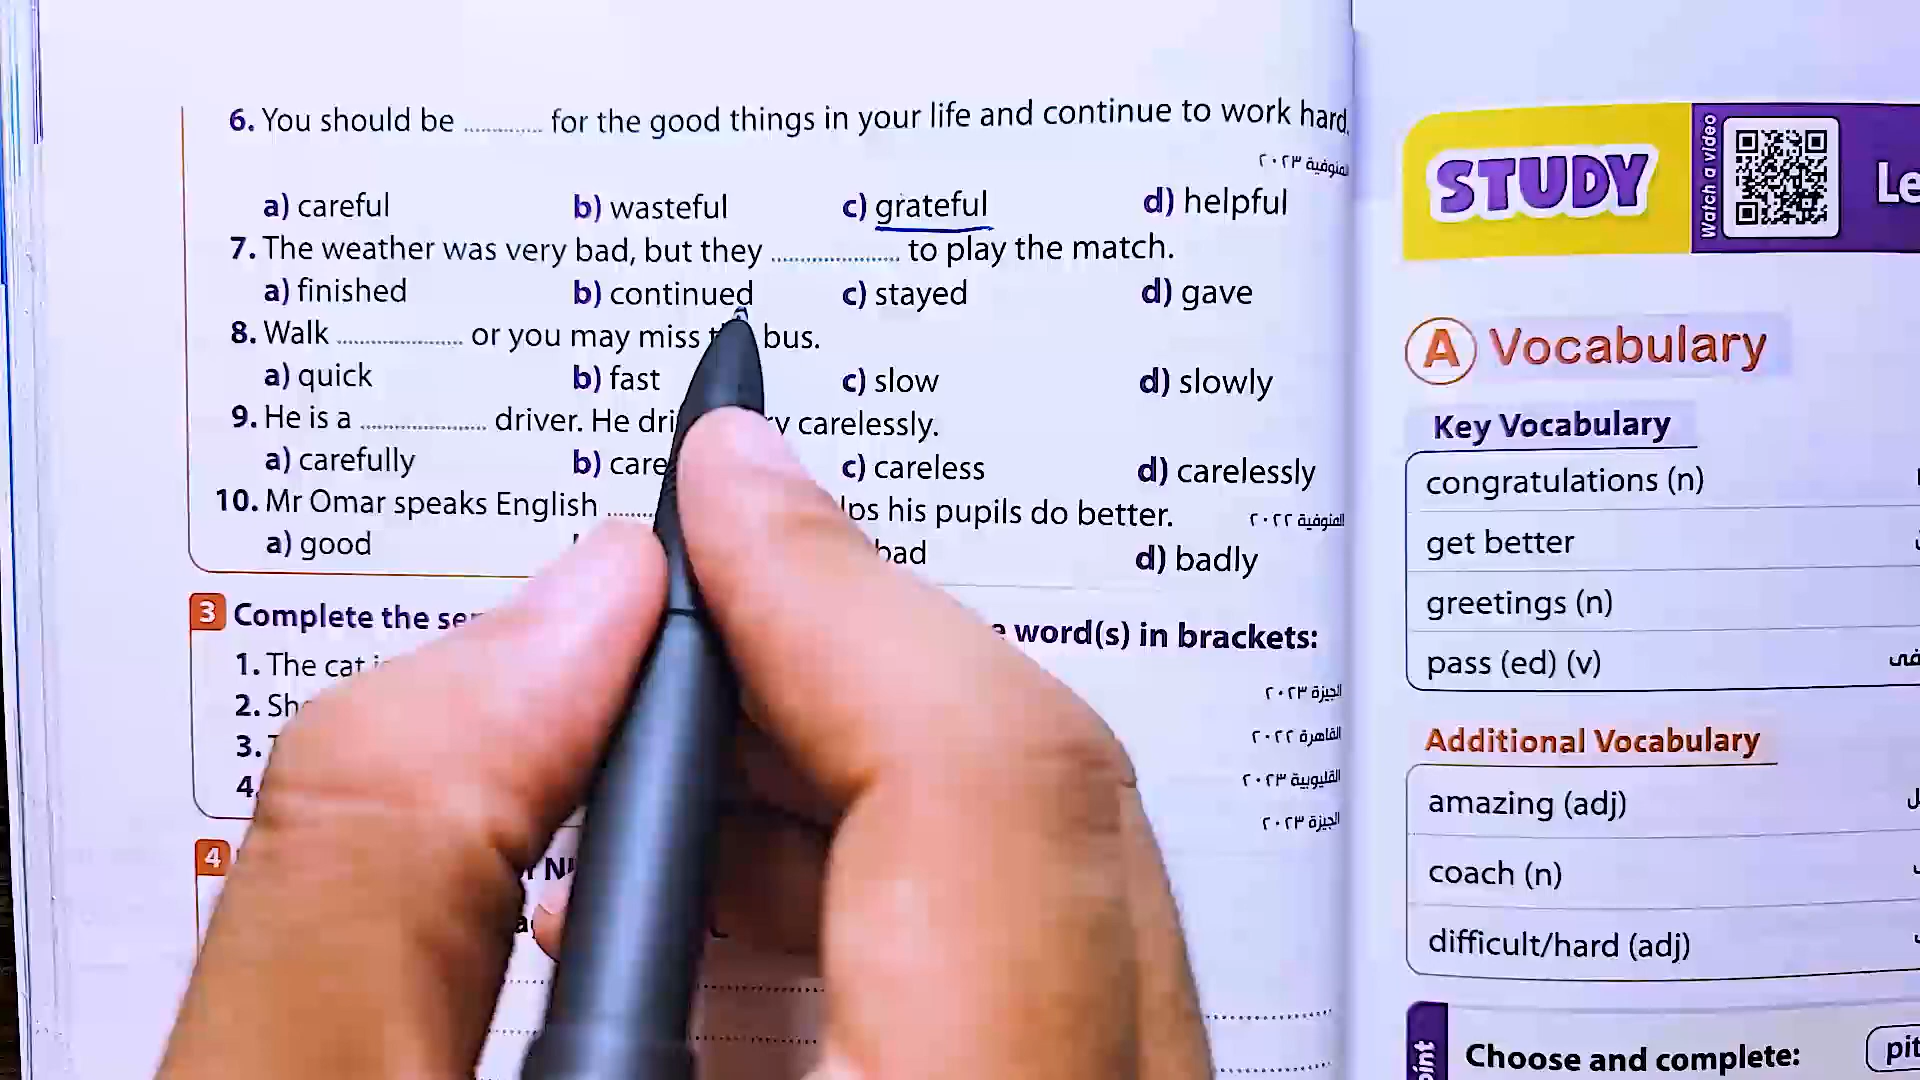 6. You should be ............ for the good things in your life and continue to work hard.
المنوفية ٢٠٢٣
a) careful b) wasteful c) grateful d) helpful
7. The weather was very bad, but they .................... to play the match.
a) finished b) continued c) stayed d) gave
8. Walk .................... or you may miss bus.
a) quick b) fast c) slow d) slowly
9. He is a .................... driver. He carelessly.
a) carefully b) c) careless d) carelessly
10. Mr Omar speaks English ........ his pupils do better.
المنوفية ٢٠٢٢
a) good bad d) badly
3 Complete the word(s) in brackets:
1. The cat
الجيزة ٢٠٢٣
2.
القاهرة ٢٠٢٢
3.
القليوبية ٢٠٢٣
4.
الجيزة ٢٠٢٣
4
STUDY
Watch a video
A Vocabulary
Key Vocabulary
congratulations (n)
get better
greetings (n)
pass (ed) (v)
Additional Vocabulary
amazing (adj)
coach (n)
difficult/hard (adj)
Choose and complete: